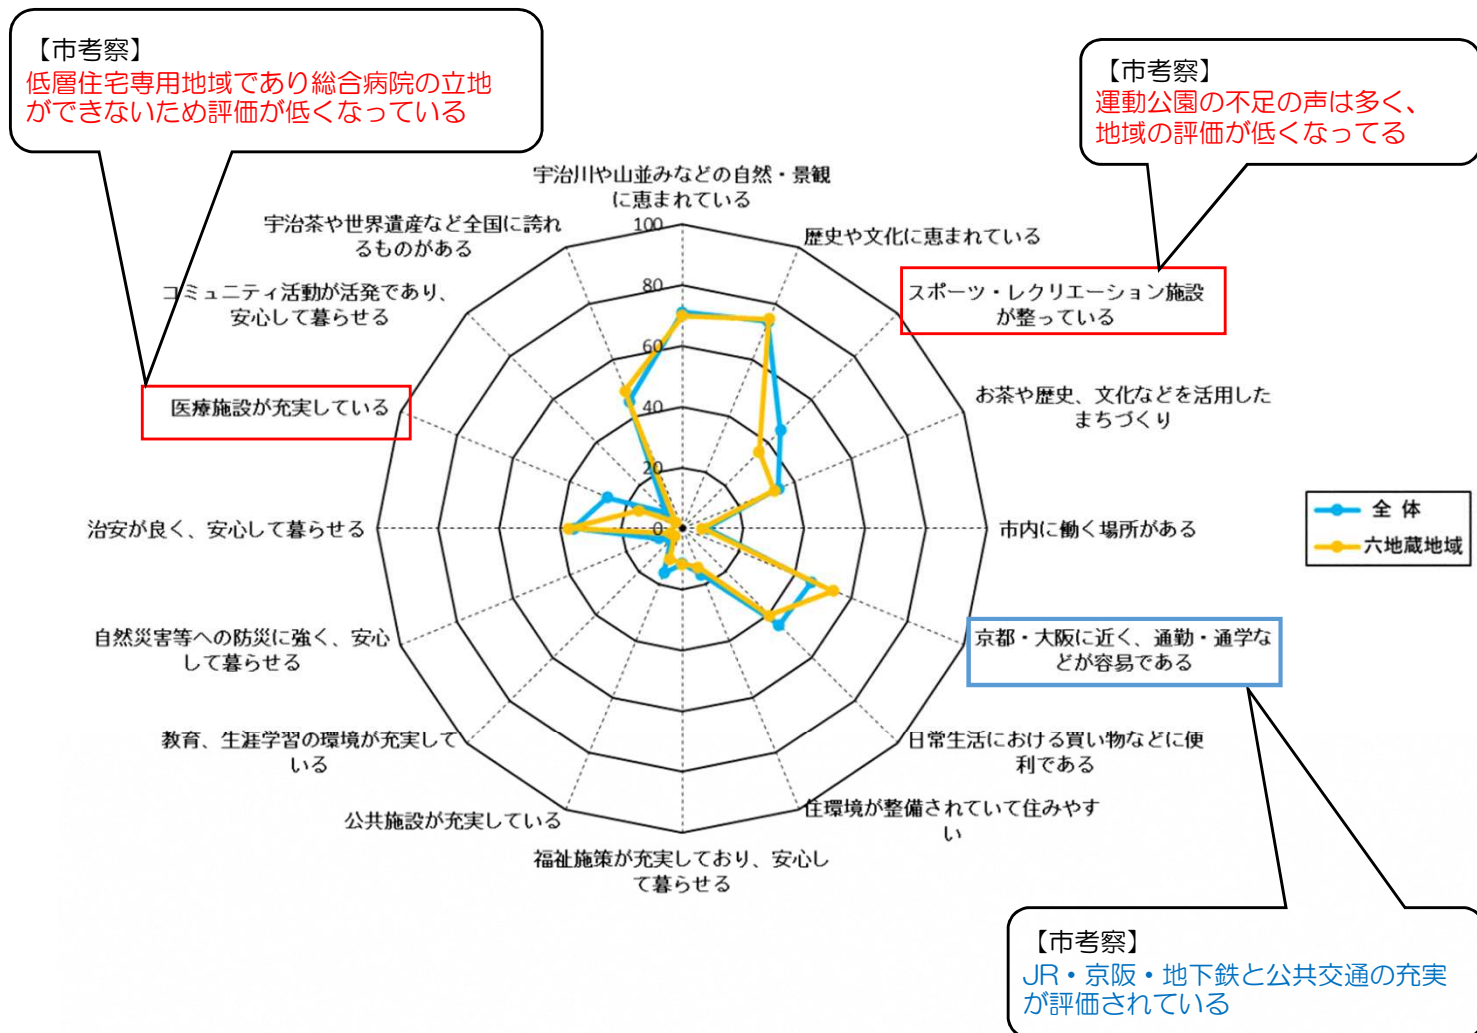 【市考察】
低層住宅専用地域であり総合病院の立地
ができないため評価が低くなっている
【市考察】
運動公園の不足の声は多く、
地域の評価が低くなってる
宇治川や山並みなどの自然・景観
に恵まれている
歴史や文化に恵まれている
スポーツ・レクリエーション施設
が整っている
お茶や歴史、文化などを活用した
まちづくり
市内に働く場所がある
京都・大阪に近く、通勤・通学な
どが容易である
日常生活における買い物などに便
利である
住環境が整備されていて住みやす
い
福祉施策が充実しており、安心し
て暮らせる
公共施設が充実している
教育、生涯学習の環境が充実して
いる
自然災害等への防災に強く、安心
して暮らせる
治安が良く、安心して暮らせる
医療施設が充実している
コミュニティ活動が活発であり、
安心して暮らせる
宇治茶や世界遺産など全国に誇れ
るものがある
100
80
60
40
20
0
全 体
六地蔵地域
【市考察】
JR・京阪・地下鉄と公共交通の充実
が評価されている